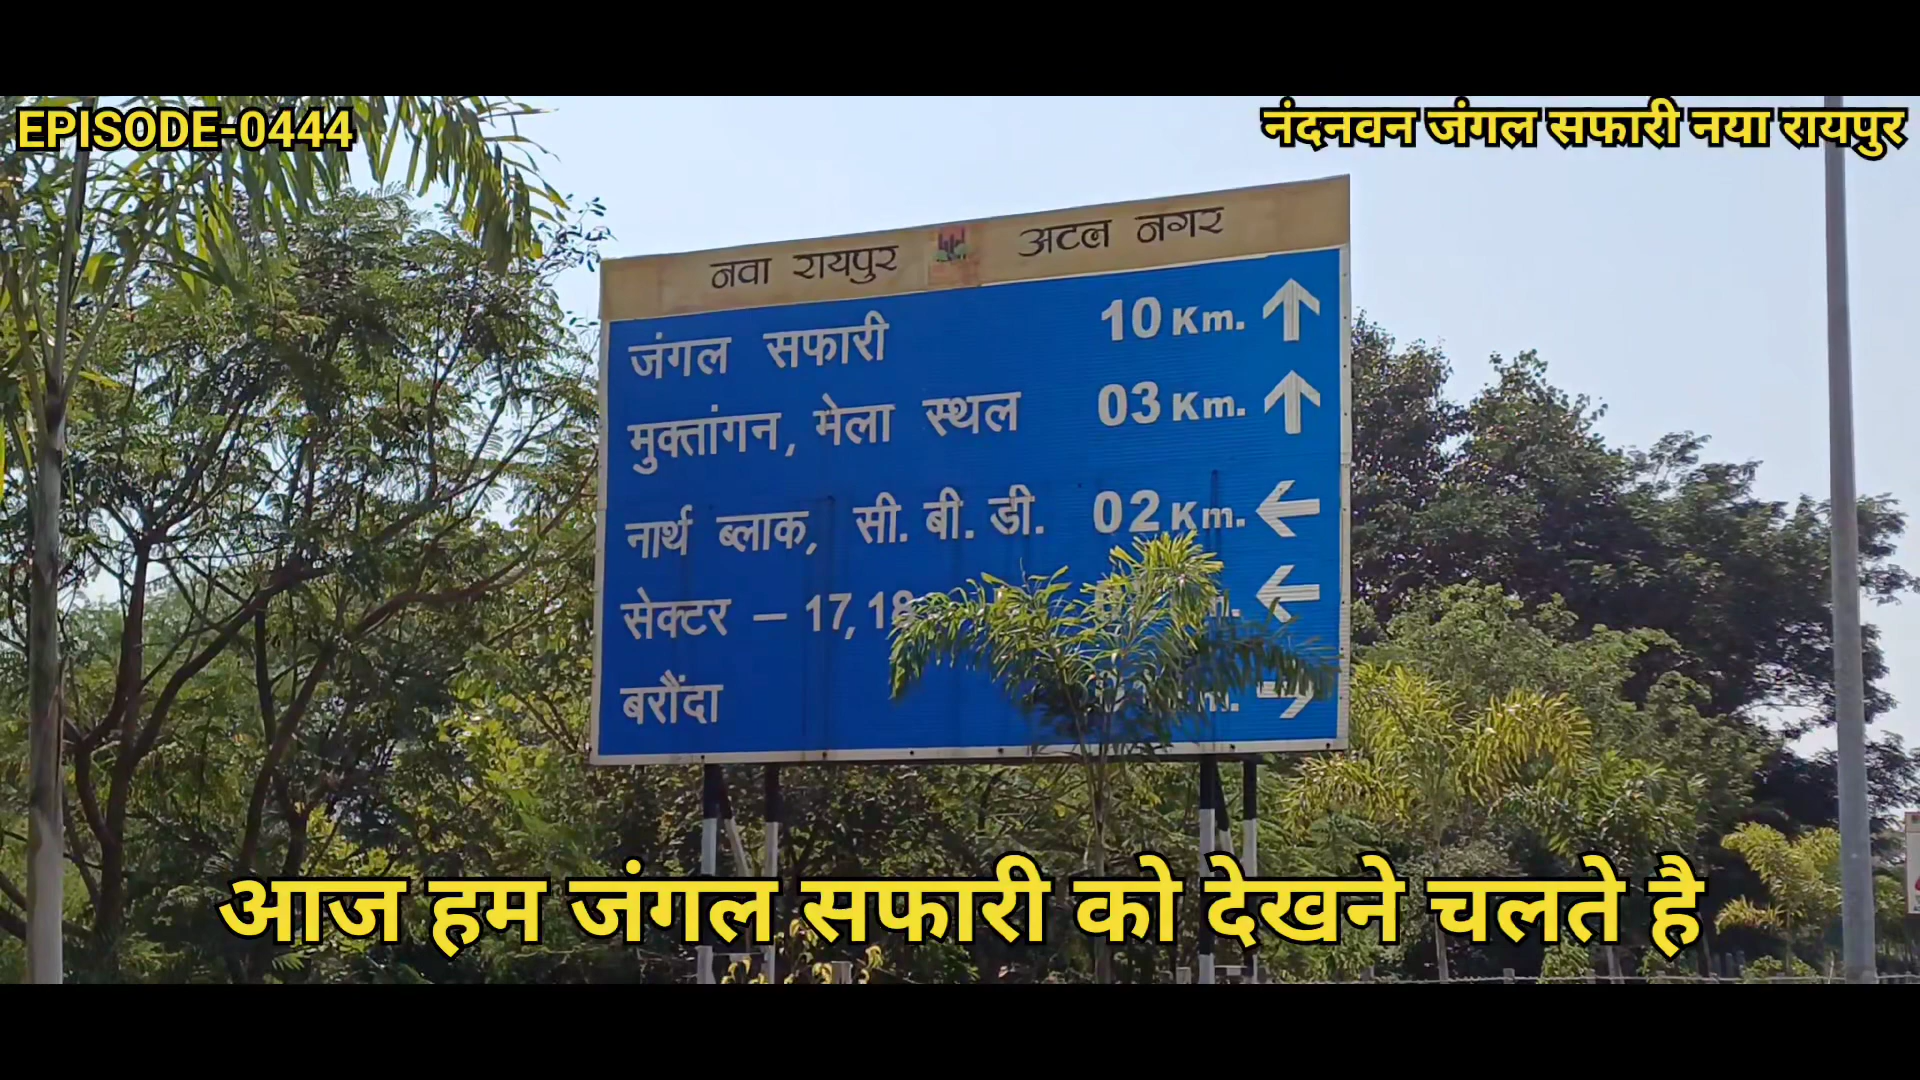 EPISODE-0444
नंदनवन जंगल सफारी नया रायपुर
नवा रायपुर अटल नगर
जंगल सफारी 10 Km. ↑
मुक्तांगन, मेला स्थल 03 Km. ↑
नार्थ ब्लाक, सी. बी. डी. 02 Km. ←
सेक्टर – 17, 18 ←
बरौंदा →
आज हम जंगल सफारी को देखने चलते है